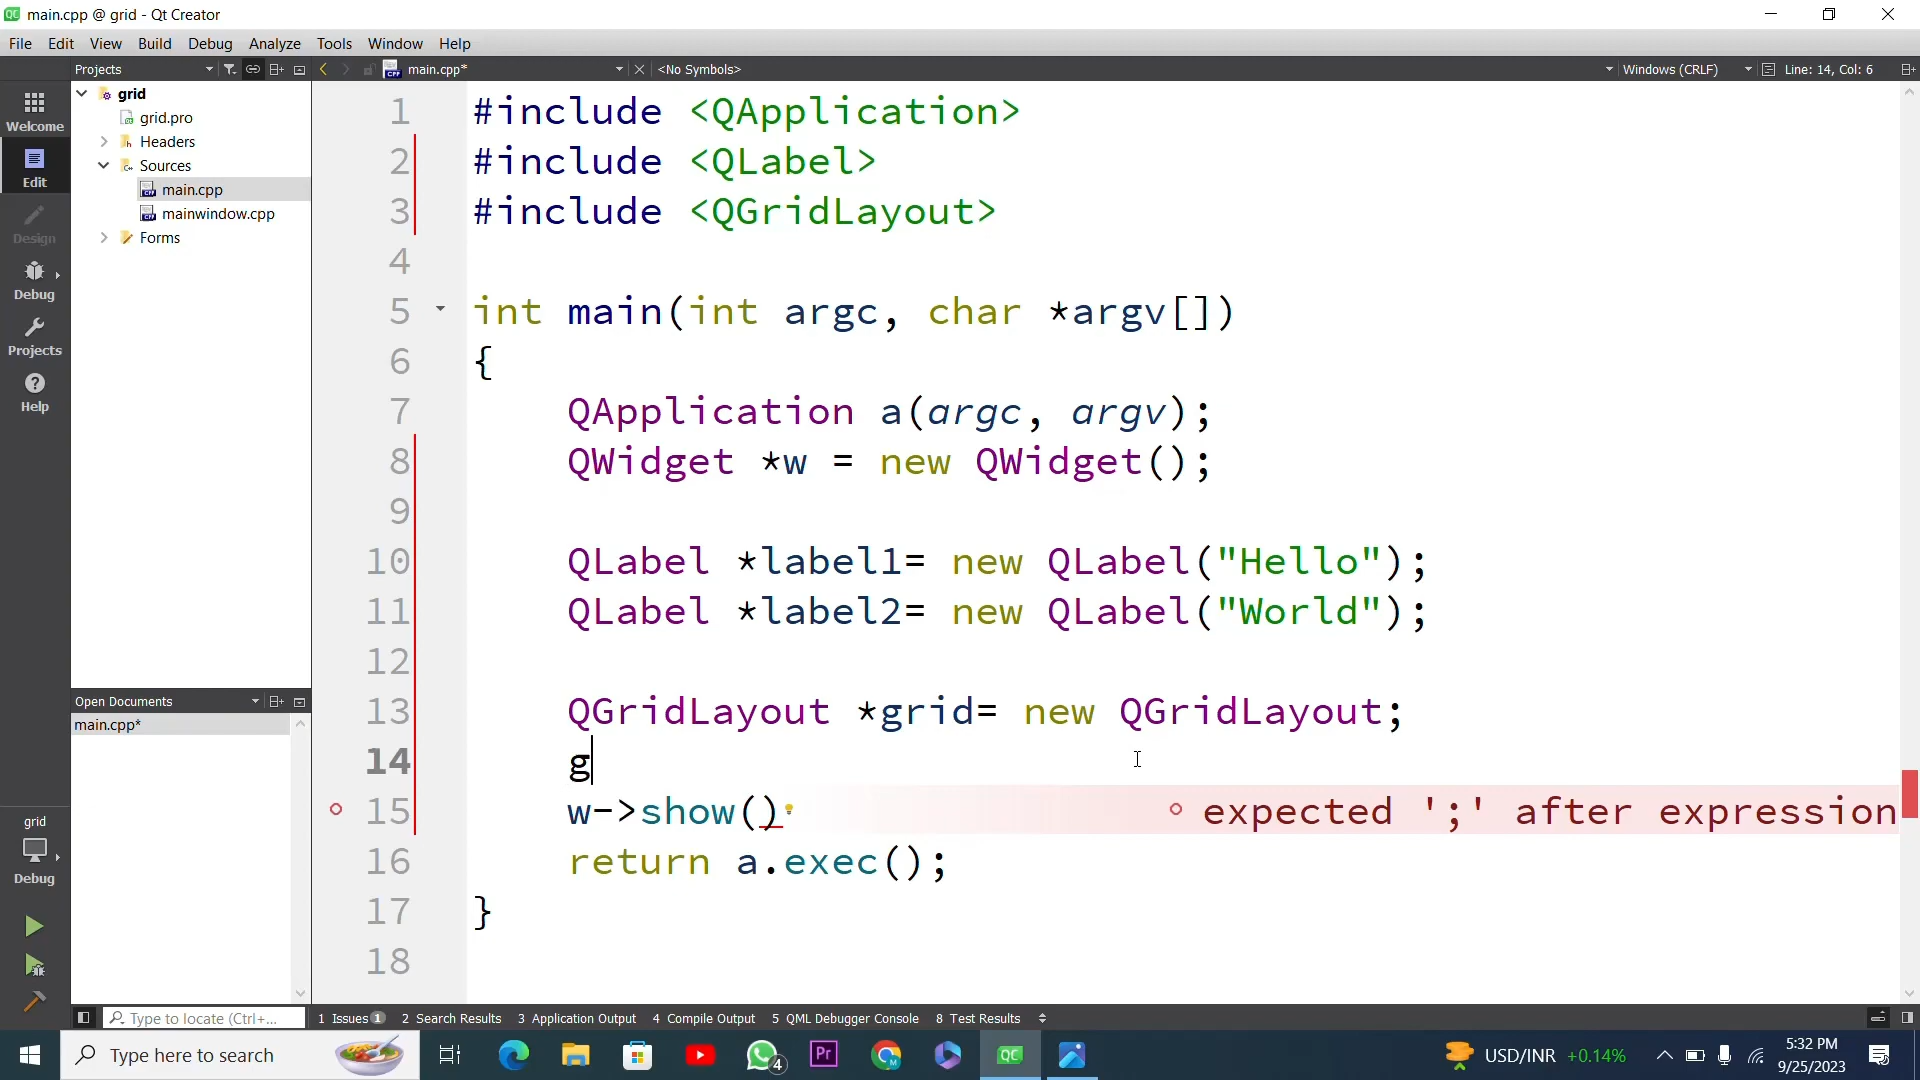 main.cpp @ grid - Qt Creator
File Edit View Build Debug Analyze Tools Window Help
Projects main.cpp* <No Symbols> Windows (CRLF) Line: 14, Col: 6
grid
grid.pro
Headers
Sources
main.cpp
mainwindow.cpp
Forms
Welcome
Edit
Design
Debug
Projects
Help
1 #include <QApplication>
2 #include <QLabel>
3 #include <QGridLayout>
4
5 int main(int argc, char *argv[])
6 {
7 QApplication a(argc, argv);
8 QWidget *w = new QWidget();
9
10 QLabel *label1= new QLabel("Hello");
11 QLabel *label2= new QLabel("World");
12
13 QGridLayout *grid= new QGridLayout;
14 g
15 w->show() expected ';' after expression
16 return a.exec();
17 }
18
Open Documents
main.cpp*
grid
Debug
Type to locate (Ctrl+... 1 Issues 1 2 Search Results 3 Application Output 4 Compile Output 5 QML Debugger Console 8 Test Results
Type here to search 4 Pr QC USD/INR +0.14% 5:32 PM
9/25/2023